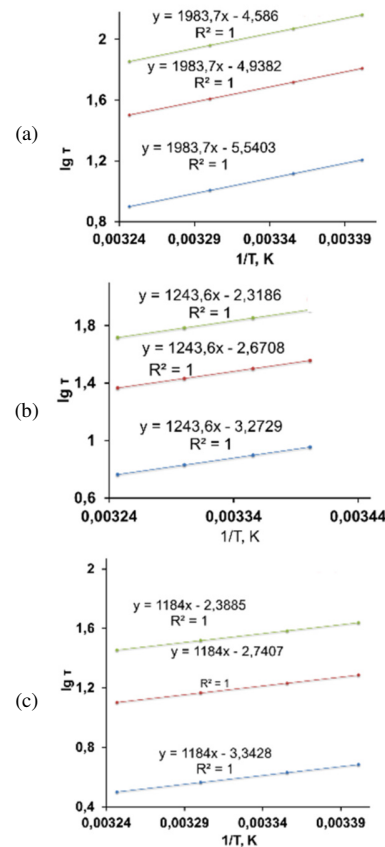 (a)
lg τ
2
1,6
1,2
0,8
y = 1983,7x - 4,586
R² = 1
y = 1983,7x - 4,9382
R² = 1
y = 1983,7x - 5,5403
R² = 1
0,00324 0,00329 0,00334 0,00339
1/T, K
(b)
lg τ
1,8
1,4
1
0,6
y = 1243,6x - 2,3186
R² = 1
y = 1243,6x - 2,6708
R² = 1
y = 1243,6x - 3,2729
R² = 1
0,00324 0,00334 0,00344
1/T, K
(c)
lg τ
2
1,6
1,2
0,8
0,4
y = 1184x - 2,3885
R² = 1
y = 1184x - 2,7407
R² = 1
y = 1184x - 3,3428
R² = 1
0,00324 0,00329 0,00334 0,00339
1/T, K